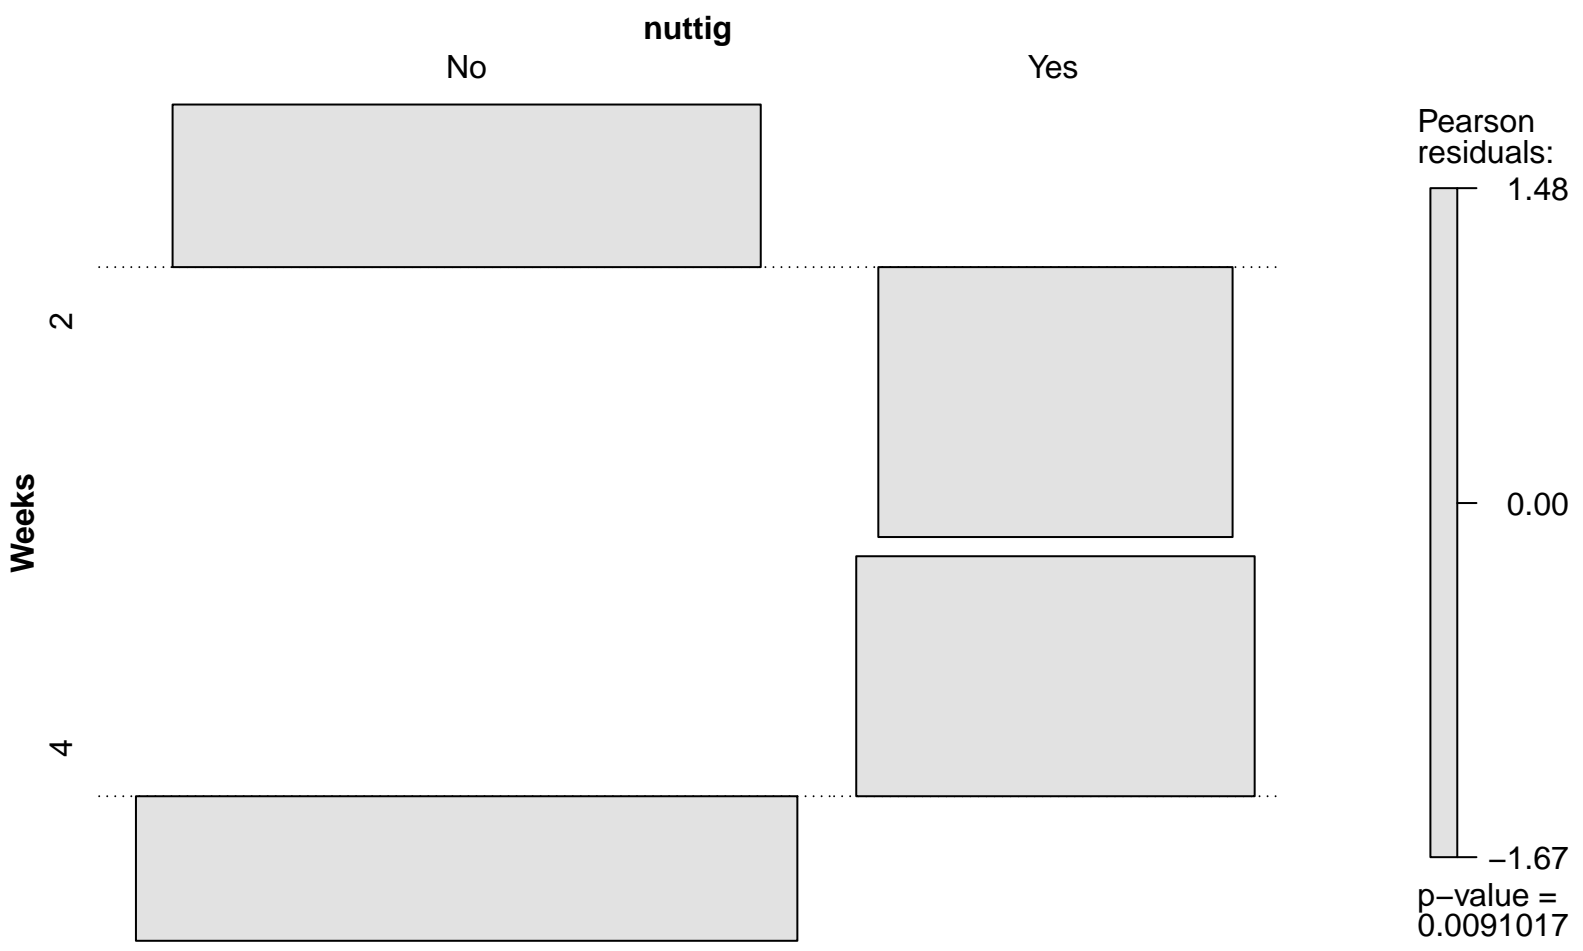 nuttig
No
Yes
Weeks
2
4
Pearson
residuals:
1.48
0.00
−1.67
p−value =
0.0091017